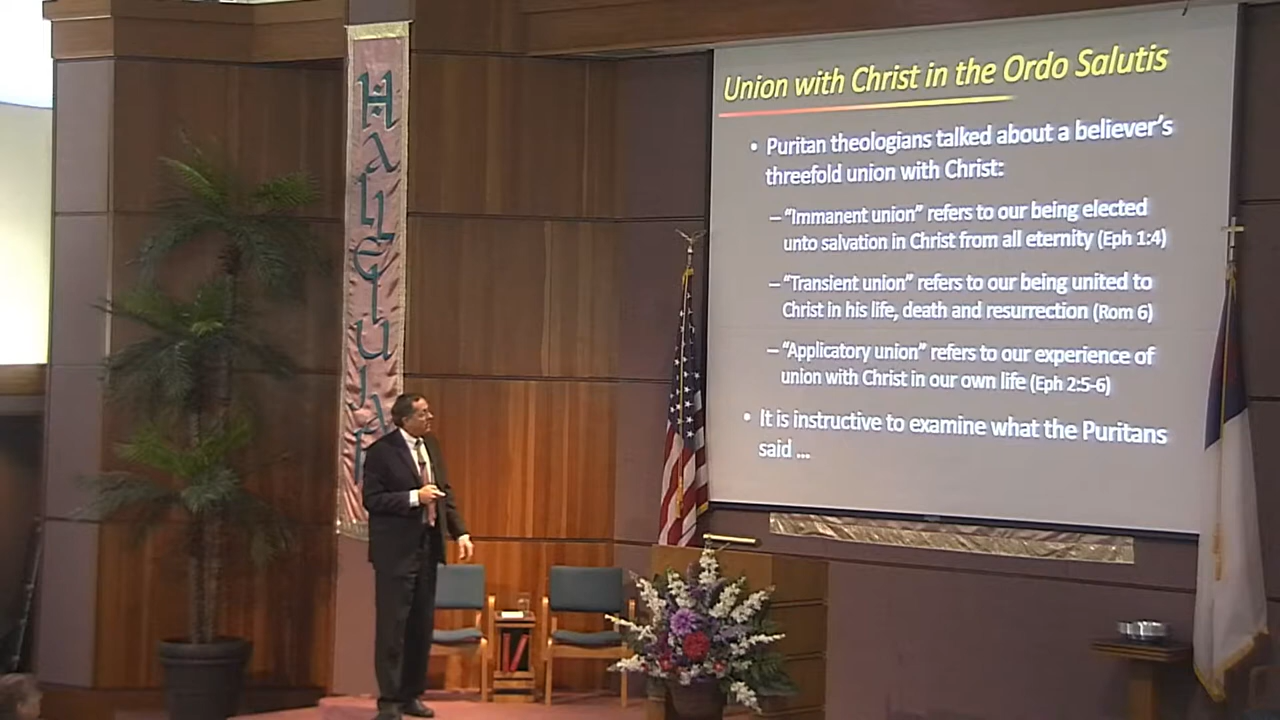 Hallelujah
Union with Christ in the Ordo Salutis
• Puritan theologians talked about a believer's
threefold union with Christ:
– "Immanent union" refers to our being elected
unto salvation in Christ from all eternity (Eph 1:4)
– "Transient union" refers to our being united to
Christ in his life, death and resurrection (Rom 6)
– "Applicatory union" refers to our experience of
union with Christ in our own life (Eph 2:5-6)
• It is instructive to examine what the Puritans
said ...